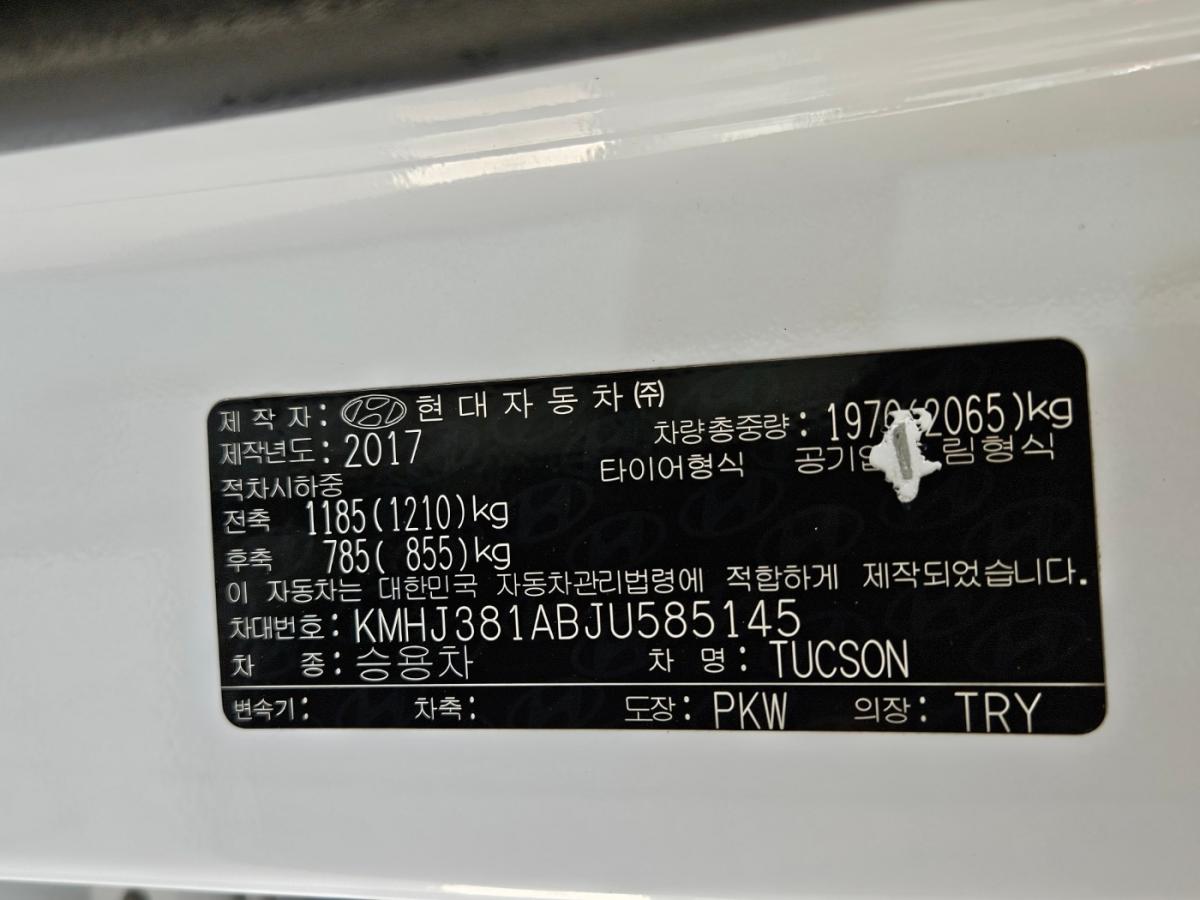 제작자: 현대자동차(주)
제작년도: 2017 차량총중량: (2065)kg
적차시하중 타이어형식
전축 1185(1210)kg
후축 785( 855)kg
이 자동차는 대한민국 자동차관리법령에 적합하게 제작되었습니다.
차대번호: KMHJ381ABJU585145
차 종: 승용차 차 명: TUCSON
변속기: 차축: 도장: PKW 의장: TRY